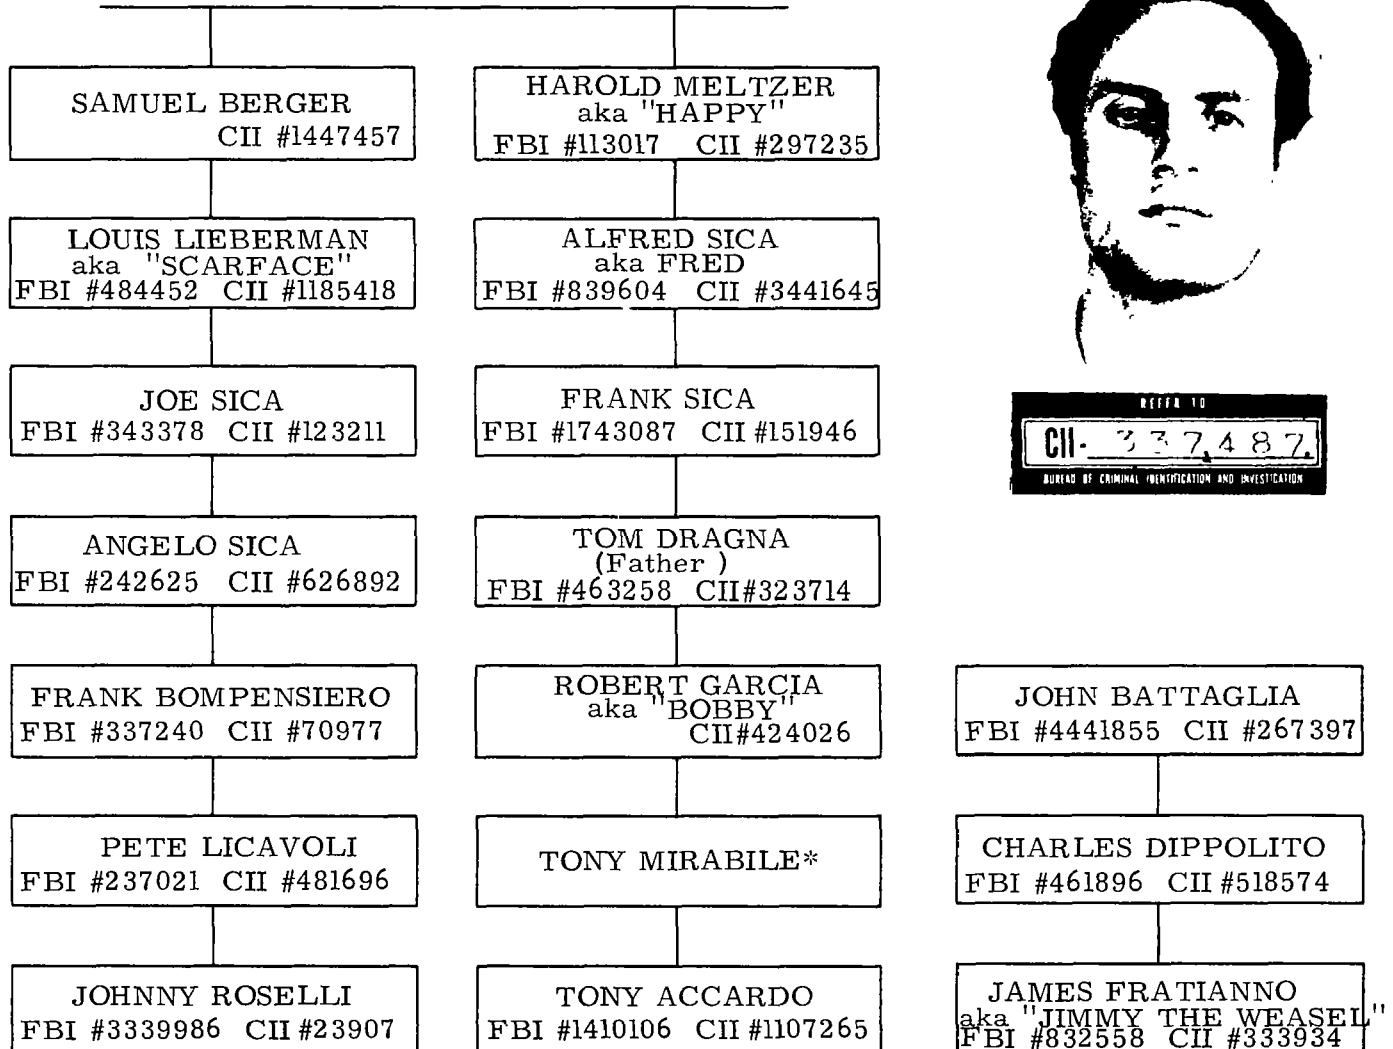 SAMUEL BERGER
CII #1447457
LOUIS LIEBERMAN
aka "SCARFACE"
FBI #484452 CII #1185418
JOE SICA
FBI #343378 CII #123211
ANGELO SICA
FBI #242625 CII #626892
FRANK BOMPENSIERO
FBI #337240 CII #70977
PETE LICAVOLI
FBI #237021 CII #481696
JOHNNY ROSELLI
FBI #3339986 CII #23907
HAROLD MELTZER
aka "HAPPY"
FBI #113017 CII #297235
ALFRED SICA
aka FRED
FBI #839604 CII #3441645
FRANK SICA
FBI #1743087 CII #151946
TOM DRAGNA
(Father )
FBI #463258 CII#323714
ROBERT GARCIA
aka "BOBBY"
CII#424026
TONY MIRABILE*
TONY ACCARDO
FBI #1410106 CII #1107265
REFER TO
CII- 337,487.
BUREAU OF CRIMINAL IDENTIFICATION AND INVESTIGATION
JOHN BATTAGLIA
FBI #4441855 CII #267397
CHARLES DIPPOLITO
FBI #461896 CII #518574
JAMES FRATIANNO
aka "JIMMY THE WEASEL"
FBI #832558 CII #333934